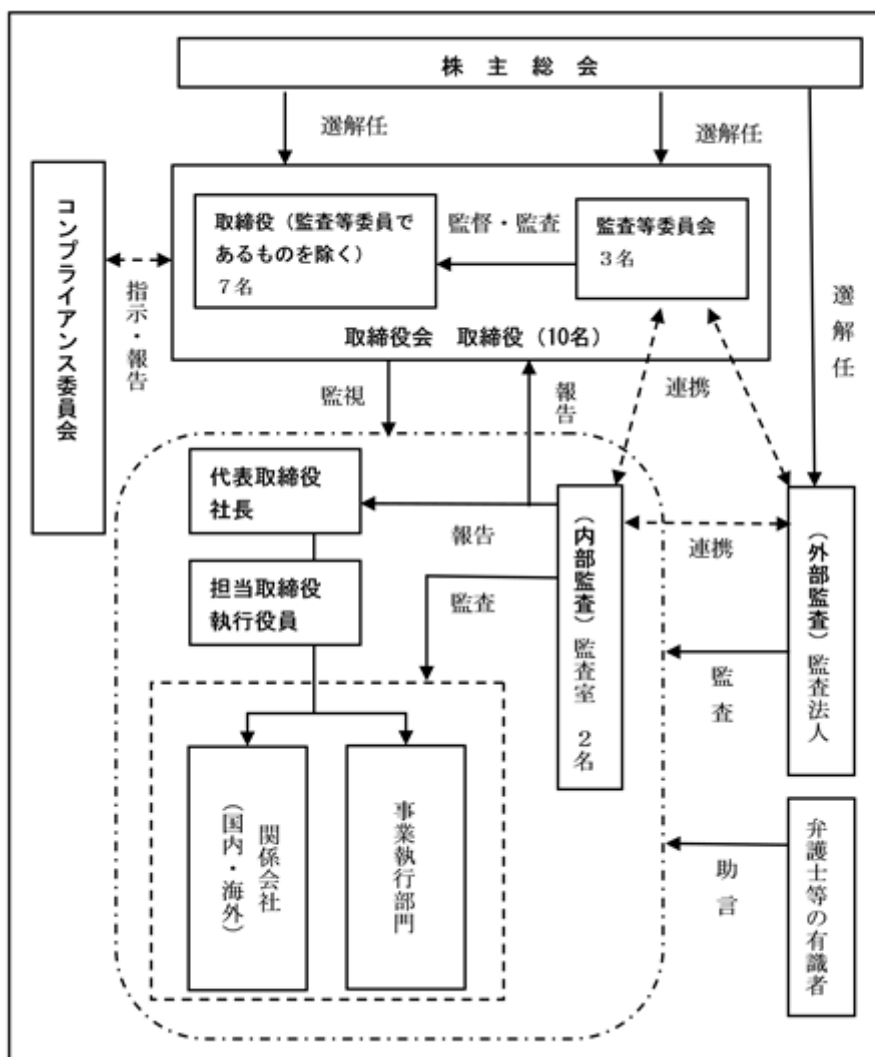 株　主　総　会
選解任
選解任
選解任
コンプライアンス委員会
指示・報告
取締役（監査等委員で
あるものを除く）
７名
監督・監査
監査等委員会
３名
取締役会　取締役（10名）
監視
報告
連携
代表取締役
社長
報告
連携
担当取締役
執行役員
監査
（内部監査）監査室　２名
（外部監査）監査法人
監査
関係会社
（国内・海外）
事業執行部門
助言
弁護士等の有識者